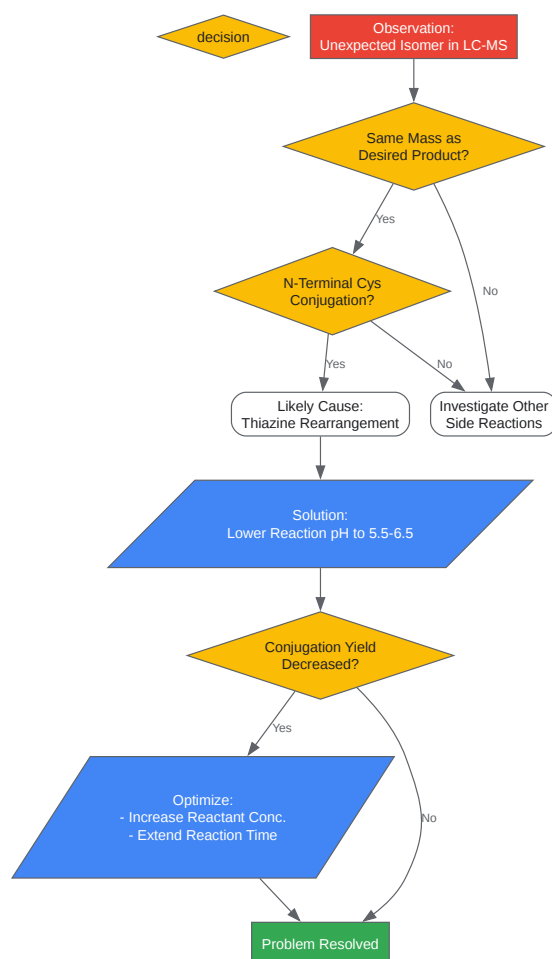 decision
Observation:
Unexpected Isomer in LC-MS
Same Mass as
Desired Product?
Yes
No
N-Terminal Cys
Conjugation?
Yes
No
Likely Cause:
Thiazine Rearrangement
Investigate Other
Side Reactions
Solution:
Lower Reaction pH to 5.5-6.5
Conjugation Yield
Decreased?
Yes
No
Optimize:
- Increase Reactant Conc.
- Extend Reaction Time
Problem Resolved